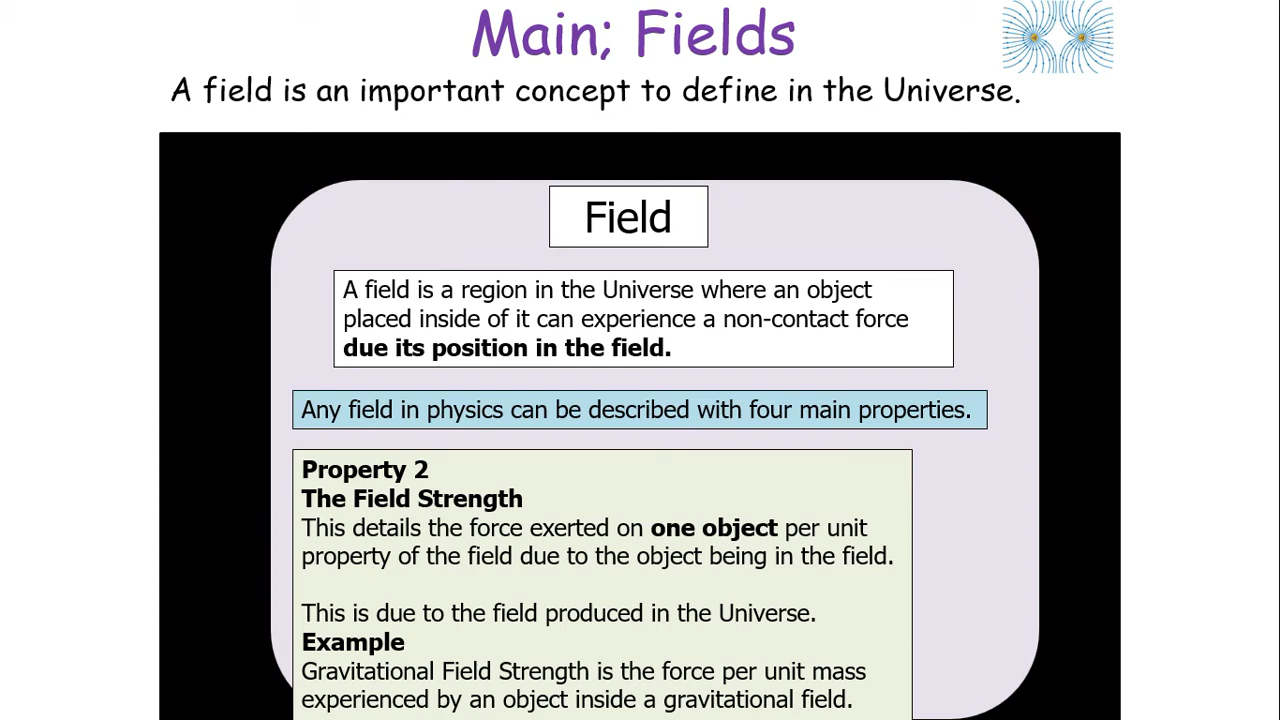 Main; Fields
A field is an important concept to define in the Universe.
Field
A field is a region in the Universe where an object
placed inside of it can experience a non-contact force
due its position in the field.
Any field in physics can be described with four main properties.
Property 2
The Field Strength
This details the force exerted on one object per unit
property of the field due to the object being in the field.
This is due to the field produced in the Universe.
Example
Gravitational Field Strength is the force per unit mass
experienced by an object inside a gravitational field.